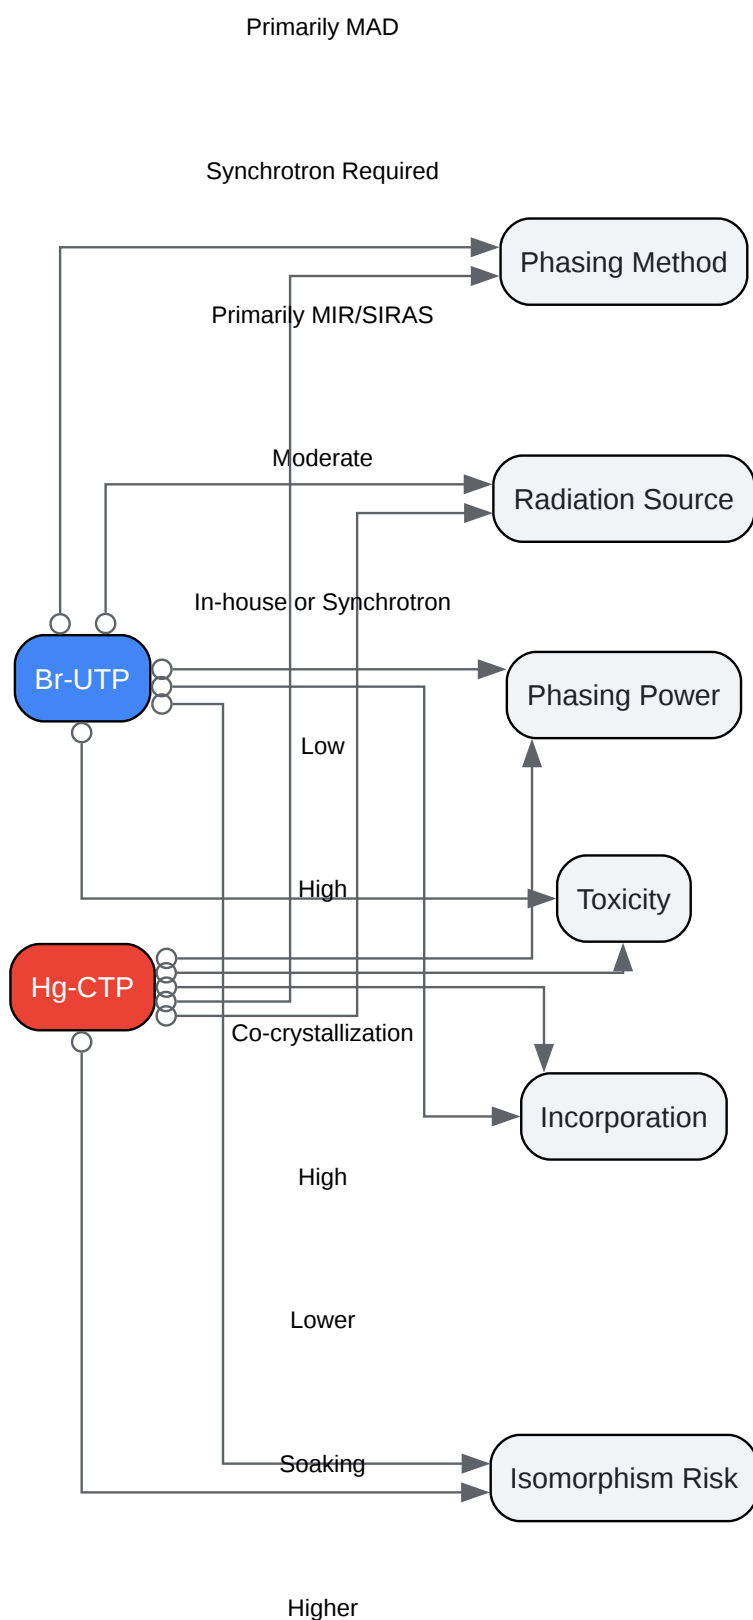 Primarily MAD
Synchrotron Required
Phasing Method
Primarily MIR/SIRAS
Moderate
Radiation Source
In-house or Synchrotron
Br-UTP
Phasing Power
Low
High
Toxicity
Hg-CTP
Co-crystallization
Incorporation
High
Lower
Soaking
Isomorphism Risk
Higher